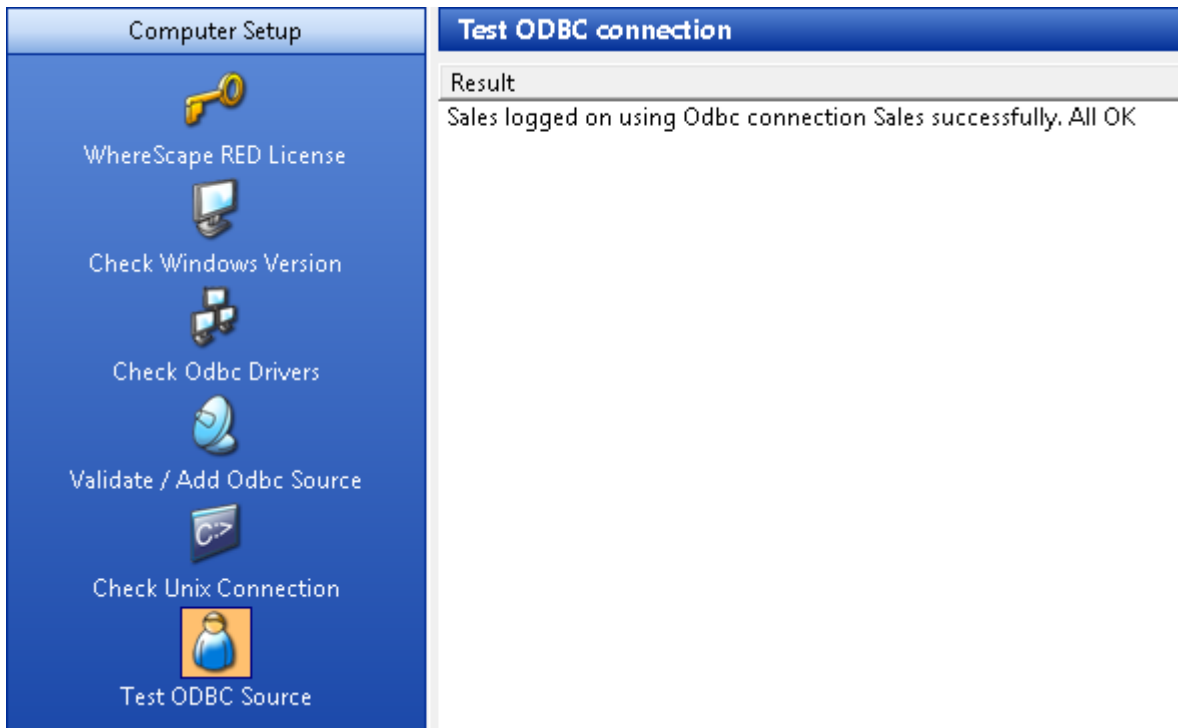 Computer Setup
WhereScape RED License
Check Windows Version
Check Odbc Drivers
Validate / Add Odbc Source
C:>
Check Unix Connection
Test ODBC Source
Test ODBC connection
Result
Sales logged on using Odbc connection Sales successfully. All OK